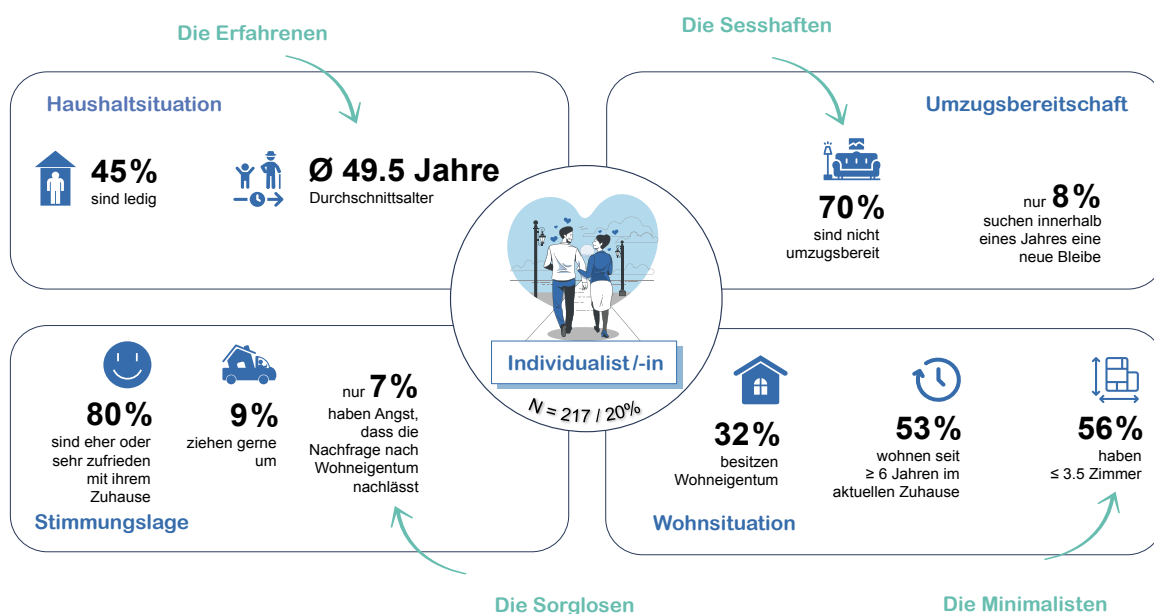 Die Erfahrenen
Die Sesshaften
Haushaltsituation
45%
sind ledig
Ø 49.5 Jahre
Durchschnittsalter
Umzugsbereitschaft
70%
sind nicht
umzugsbereit
nur 8%
suchen innerhalb
eines Jahres eine
neue Bleibe
Individualist/-in
N = 217 / 20%
80%
sind eher oder
sehr zufrieden
mit ihrem
Zuhause
9%
ziehen gerne
um
nur 7%
haben Angst,
dass die
Nachfrage nach
Wohneigentum
nachlässt
Stimmungslage
32%
besitzen
Wohneigentum
53%
wohnen seit
≥ 6 Jahren im
aktuellen Zuhause
56%
haben
≤ 3.5 Zimmer
Wohnsituation
Die Sorglosen
Die Minimalisten